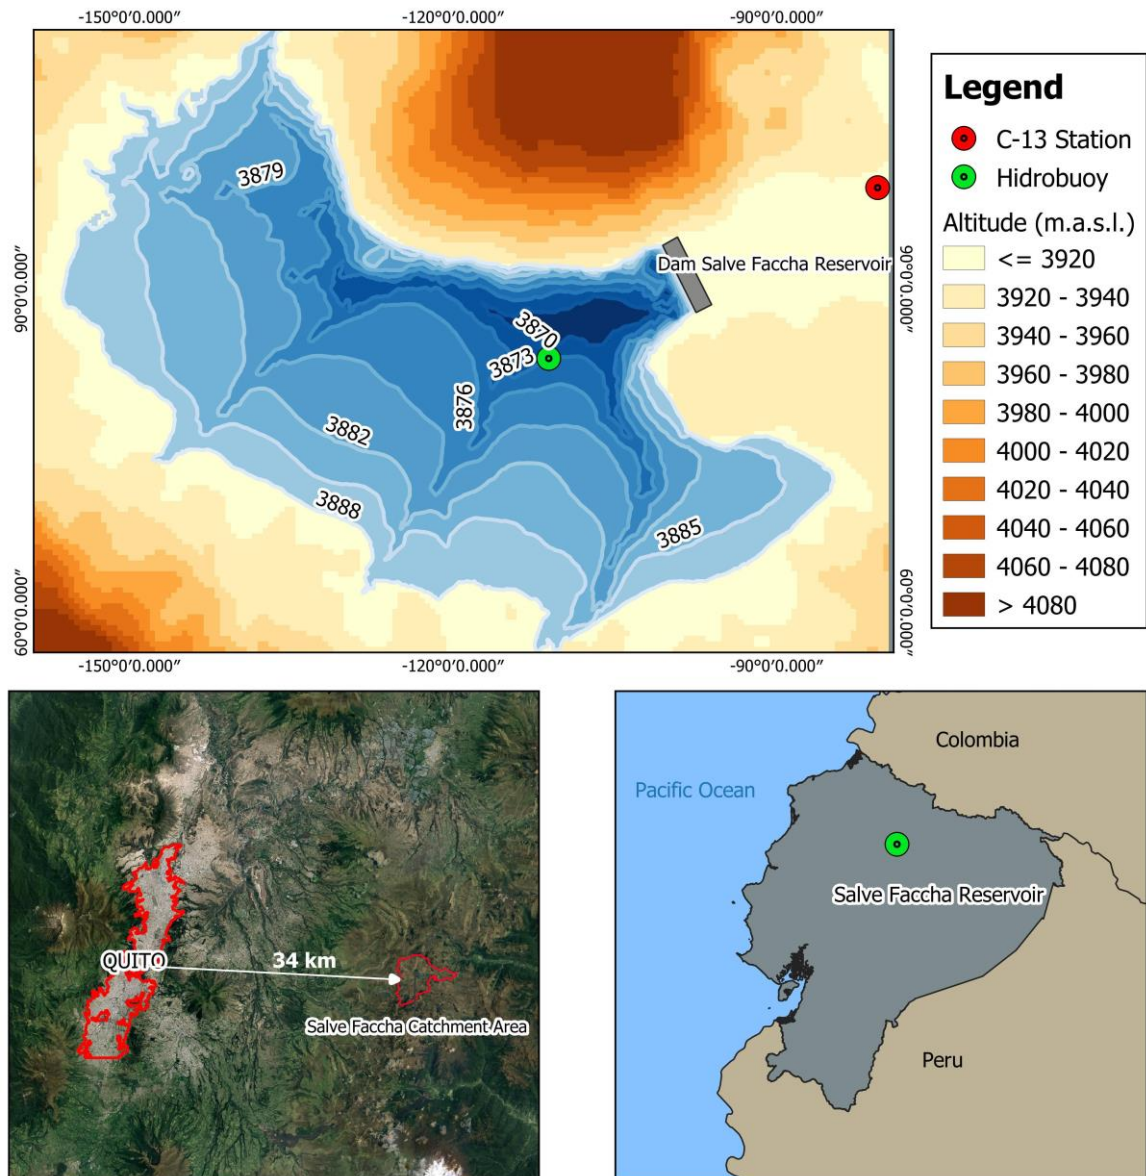 -150°0'0.000"
-120°0'0.000"
-90°0'0.000"
90°0'0.000"
60°0'0.000"
3879
Dam Salve Faccha Reservoir
3870
3873
3876
3882
3888
3885
90°0'0.000"
60°0'0.000"
-150°0'0.000"
-120°0'0.000"
-90°0'0.000"
Legend
C-13 Station
Hidrobuoy
Altitude (m.a.s.l.)
<= 3920
3920 - 3940
3940 - 3960
3960 - 3980
3980 - 4000
4000 - 4020
4020 - 4040
4040 - 4060
4060 - 4080
> 4080
QUITO
34 km
Salve Faccha Catchment Area
Colombia
Pacific Ocean
Salve Faccha Reservoir
Peru